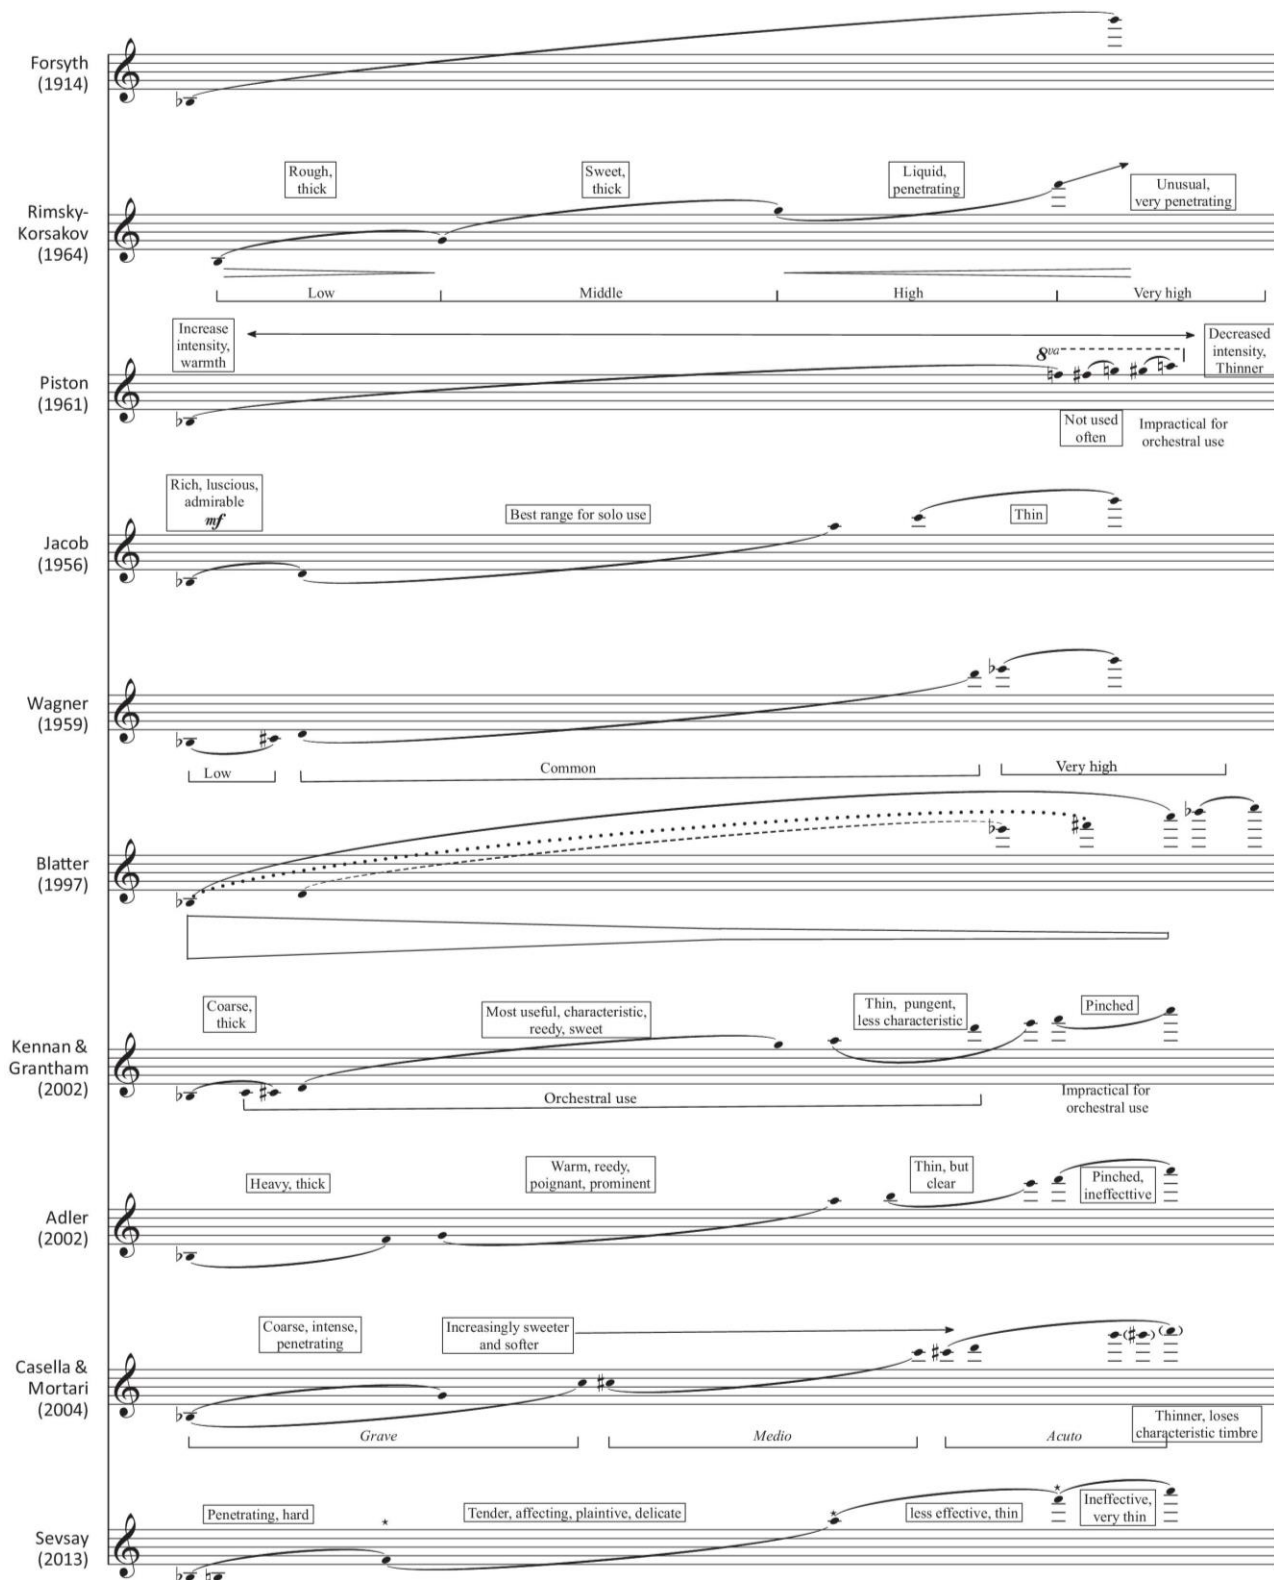 Forsyth
(1914)
Rough,
thick
Sweet,
thick
Liquid,
penetrating
Unusual,
very penetrating
Rimsky-
Korsakov
(1964)
Low
Middle
High
Very high
Increase
intensity,
warmth
8va
Decreased
intensity,
Thinner
Piston
(1961)
Not used
often
Impractical for
orchestral use
Rich, luscious,
admirable
mf
Best range for solo use
Thin
Jacob
(1956)
Wagner
(1959)
Low
Common
Very high
Blatter
(1997)
Coarse,
thick
Most useful, characteristic,
reedy, sweet
Thin, pungent,
less characteristic
Pinched
Kennan &
Grantham
(2002)
Orchestral use
Impractical for
orchestral use
Heavy, thick
Warm, reedy,
poignant, prominent
Thin, but
clear
Pinched,
ineffecttive
Adler
(2002)
Coarse, intense,
penetrating
Increasingly sweeter
and softer
Casella &
Mortari
(2004)
Thinner, loses
characteristic timbre
Grave
Medio
Acuto
Penetrating, hard
*
Tender, affecting, plaintive, delicate
*
less effective, thin
*
Ineffective,
very thin
Sevsay
(2013)